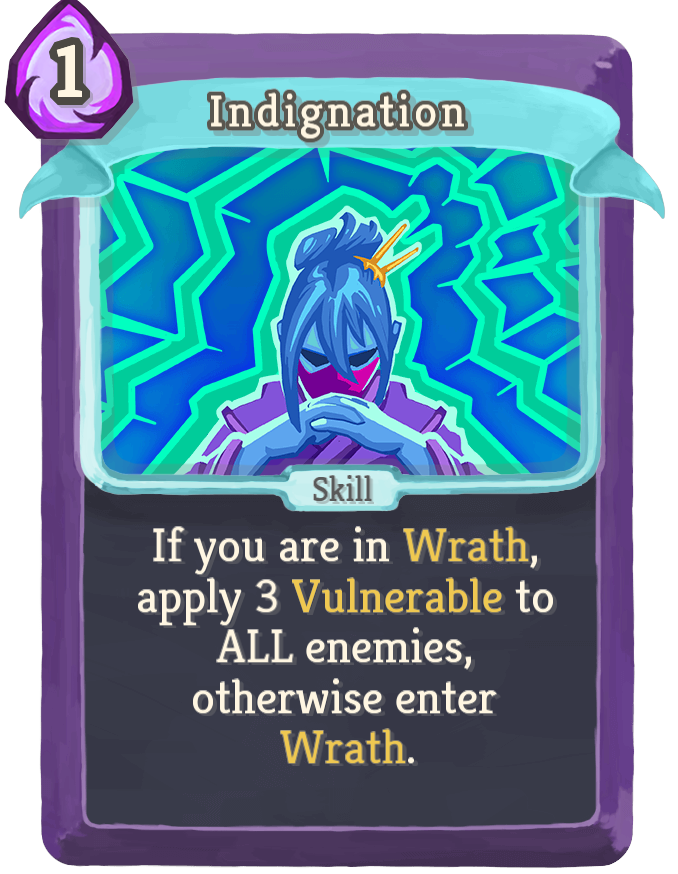 1
Indignation
Skill
If you are in Wrath,
apply 3 Vulnerable to
ALL enemies,
otherwise enter
Wrath.